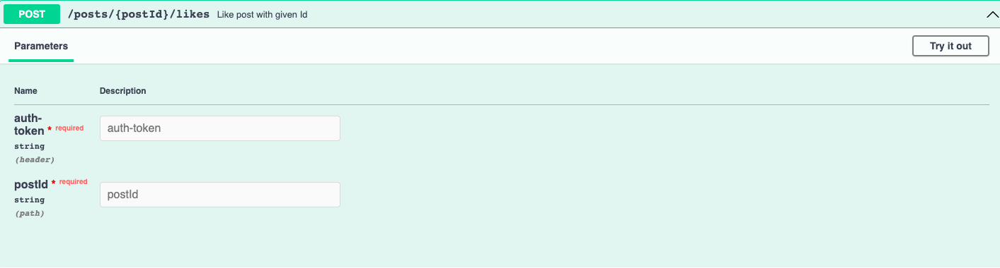 POST /posts/{postId}/likes Like post with given Id
Parameters Try it out
Name Description
auth-
token * required
string
(header)
auth-token
postId * required
string
(path)
postId